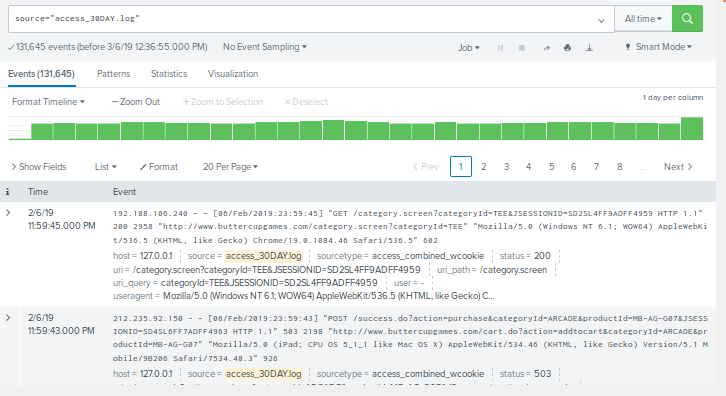 source="access_30DAY.log"
All time
131,645 events (before 3/6/19 12:36:55.000 PM)
No Event Sampling
Job
Smart Mode
Events (131,645)
Patterns
Statistics
Visualization
Format Timeline
— Zoom Out
+ Zoom to Selection
× Deselect
1 day per column
> Show Fields
List
Format
20 Per Page
< Prev
1
2
3
4
5
6
7
8
...
Next >
i
Time
Event
>
2/6/19
11:59:45.000 PM
192.188.106.240 - - [06/Feb/2019:23:59:45] "GET /category.screen?categoryId=TEE&JSESSIONID=SD2SL4FF9ADFF4959 HTTP 1.1"
200 2958 "http://www.buttercupgames.com/category.screen?categoryId=TEE" "Mozilla/5.0 (Windows NT 6.1; WOW64) AppleWebKi
t/536.5 (KHTML, like Gecko) Chrome/19.0.1084.46 Safari/536.5" 602
host = 127.0.0.1
source = access_30DAY.log
sourcetype = access_combined_wcookie
status = 200
uri = /category.screen?categoryId=TEE&JSESSIONID=SD2SL4FF9ADFF4959
uri_path = /category.screen
uri_query = categoryId=TEE&JSESSIONID=SD2SL4FF9ADFF4959
user = -
useragent = Mozilla/5.0 (Windows NT 6.1; WOW64) AppleWebKit/536.5 (KHTML, like Gecko) C...
>
2/6/19
11:59:43.000 PM
212.235.92.150 - - [06/Feb/2019:23:59:43] "POST /success.do?action=purchase&categoryId=ARCADE&productId=MB-AG-G07&JSESS
IONID=SD4SL6FF7ADFF4963 HTTP 1.1" 503 2198 "http://www.buttercupgames.com/cart.do?action=addtocart&categoryId=ARCADE&pr
oductId=MB-AG-G07" "Mozilla/5.0 (iPad; CPU OS 5_1_1 like Mac OS X) AppleWebKit/534.46 (KHTML, like Gecko) Version/5.1 M
obile/9B206 Safari/7534.48.3" 926
host = 127.0.0.1
source = access_30DAY.log
sourcetype = access_combined_wcookie
status = 503